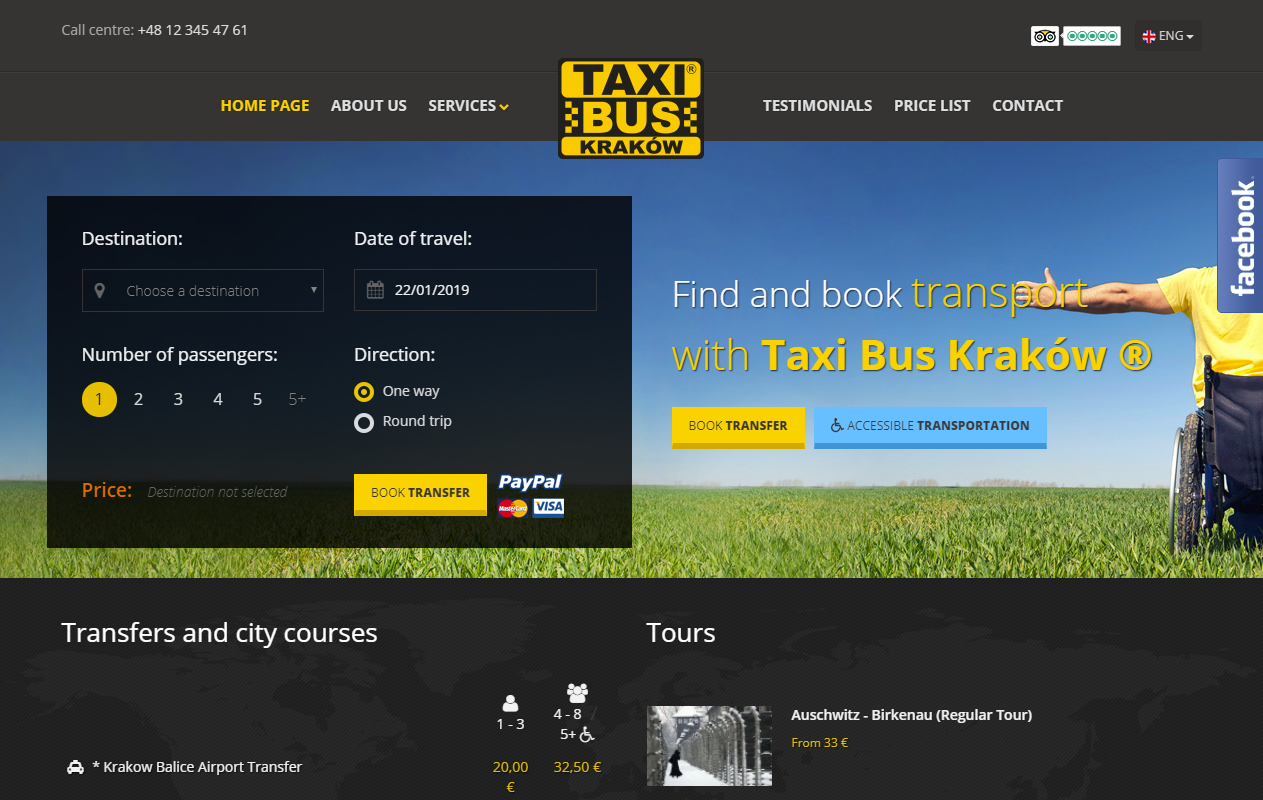 Call centre: +48 12 345 47 61
ENG
HOME PAGE
ABOUT US
SERVICES
TAXI®
BUS
KRAKÓW
TESTIMONIALS
PRICE LIST
CONTACT
facebook
Destination:
Date of travel:
Choose a destination
22/01/2019
Number of passengers:
Direction:
1 2 3 4 5 5+
One way
Round trip
Price: Destination not selected
BOOK TRANSFER
PayPal
MasterCard
VISA
Find and book transport
with Taxi Bus Kraków ®
BOOK TRANSFER
ACCESSIBLE TRANSPORTATION
Transfers and city courses
Tours
1 - 3
4 - 8 /
5+
* Krakow Balice Airport Transfer
20,00
€
32,50 €
Auschwitz - Birkenau (Regular Tour)
From 33 €